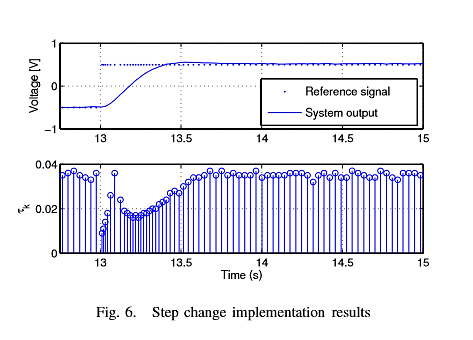 1
0
−1
Voltage [V]
13
13.5
14
14.5
15
Reference signal
System output
0.04
0.02
0
τk
13
13.5
14
14.5
15
Time (s)
Fig. 6. Step change implementation results